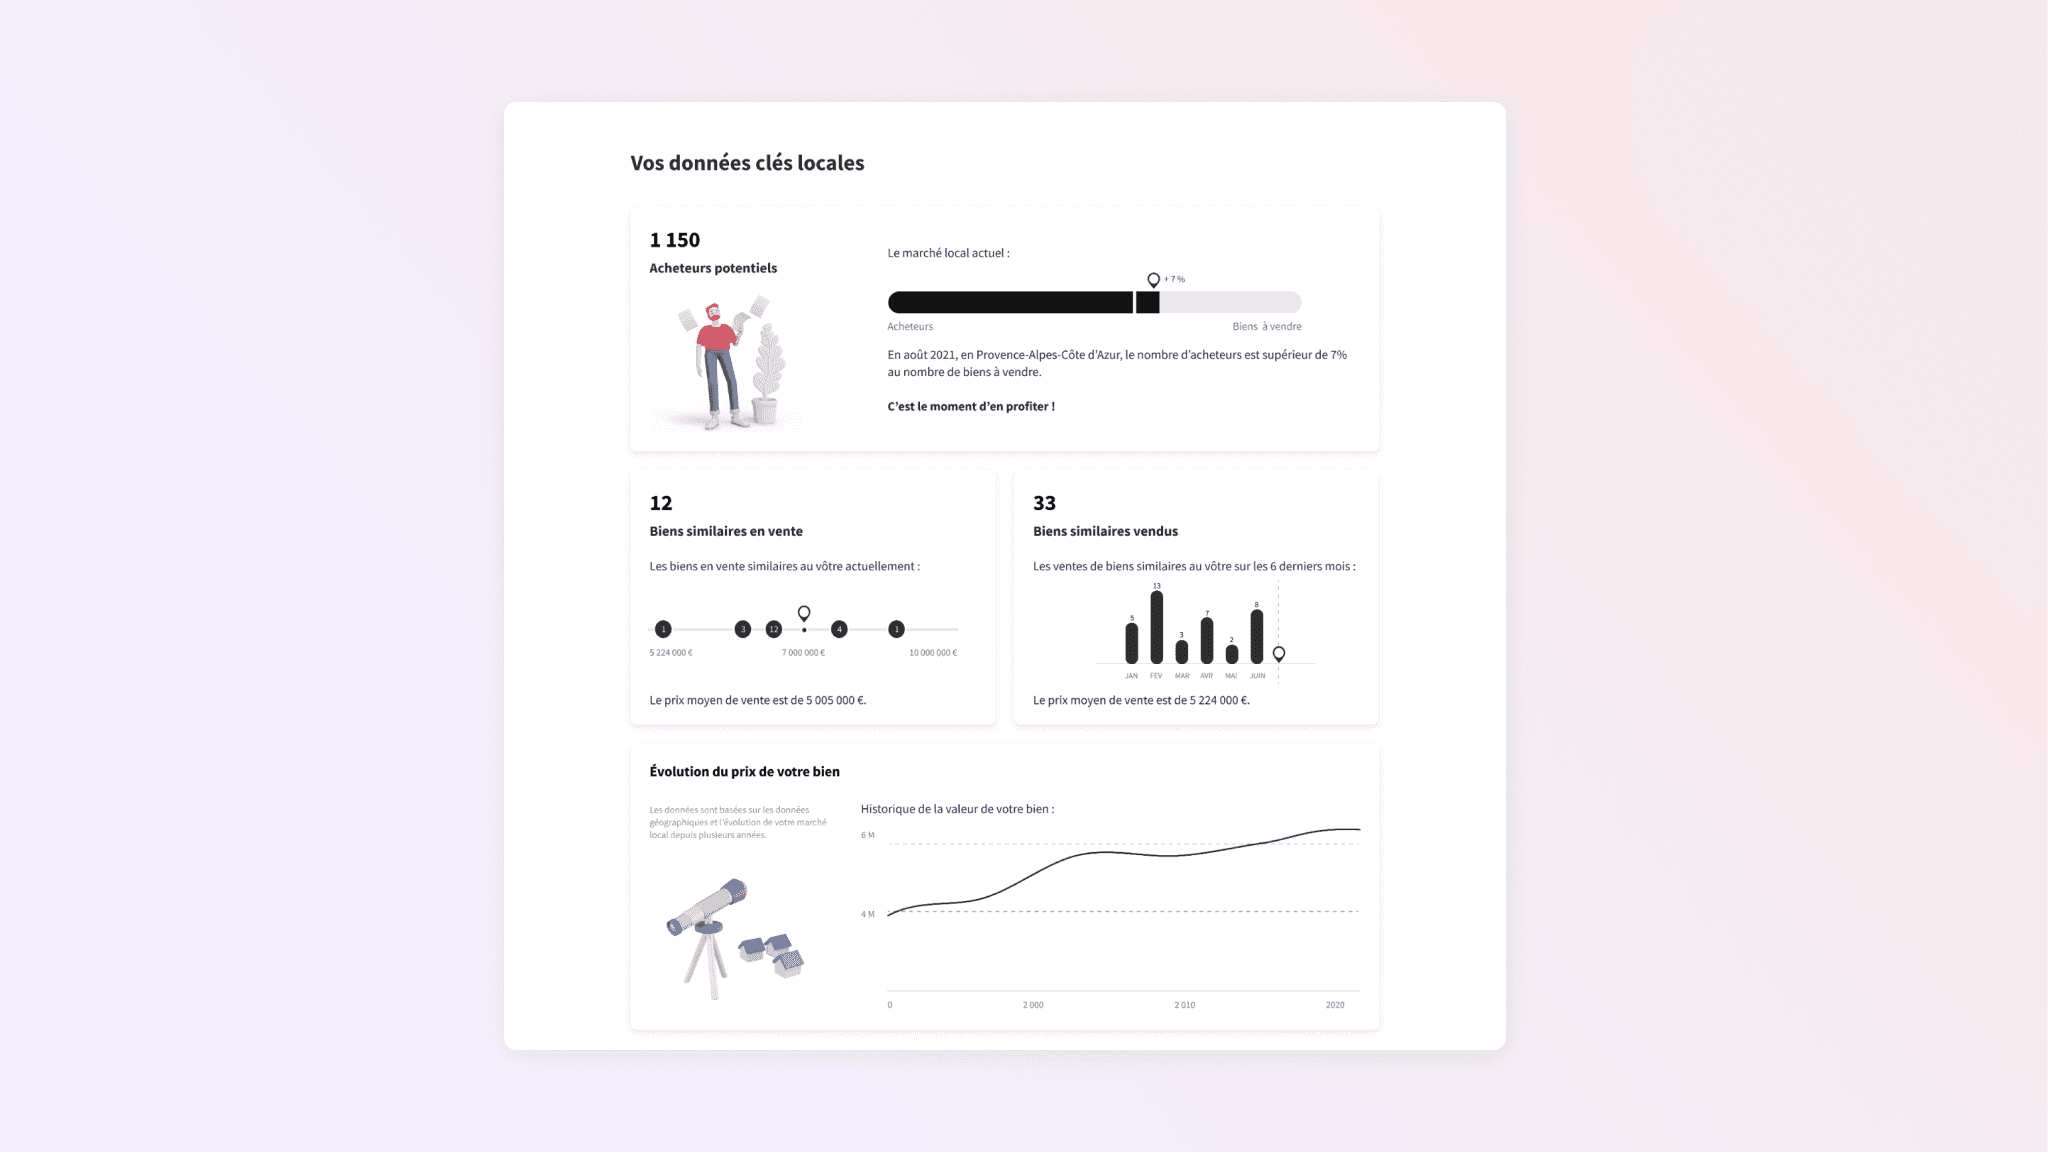 Vos données clés locales
1 150
Acheteurs potentiels
Le marché local actuel :
+ 7 %
Acheteurs
Biens à vendre
En août 2021, en Provence-Alpes-Côte d’Azur, le nombre d’acheteurs est supérieur de 7%
au nombre de biens à vendre.
C’est le moment d’en profiter !
12
Biens similaires en vente
Les biens en vente similaires au vôtre actuellement :
1 3 12 4 1
5 224 000 € 7 000 000 € 10 000 000 €
Le prix moyen de vente est de 5 005 000 €.
33
Biens similaires vendus
Les ventes de biens similaires au vôtre sur les 6 derniers mois :
5 13 3 7 2 8
JAN FEV MAR AVR MAI JUIN
Le prix moyen de vente est de 5 224 000 €.
Évolution du prix de votre bien
Les données sont basées sur les données
géographiques et l’évolution de votre marché
local depuis plusieurs années.
Historique de la valeur de votre bien :
6 M
4 M
0 2 000 2 010 2020